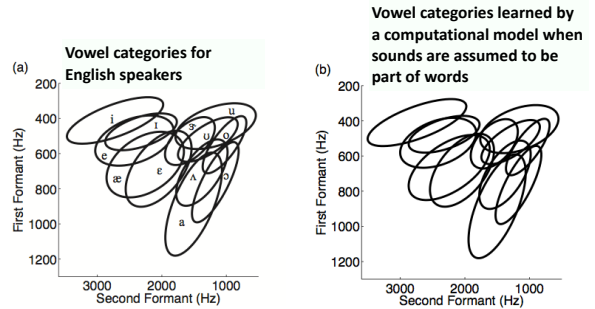 Vowel categories for
English speakers
(a)
200
400
600
800
1000
1200
First Formant (Hz)
3000 2000 1000
Second Formant (Hz)
i
ɪ
e
æ
ɛ
ɝ
ʊ
u
o
ʌ
ɔ
a
Vowel categories learned by
a computational model when
sounds are assumed to be
part of words
(b)
200
400
600
800
1000
1200
First Formant (Hz)
3000 2000 1000
Second Formant (Hz)